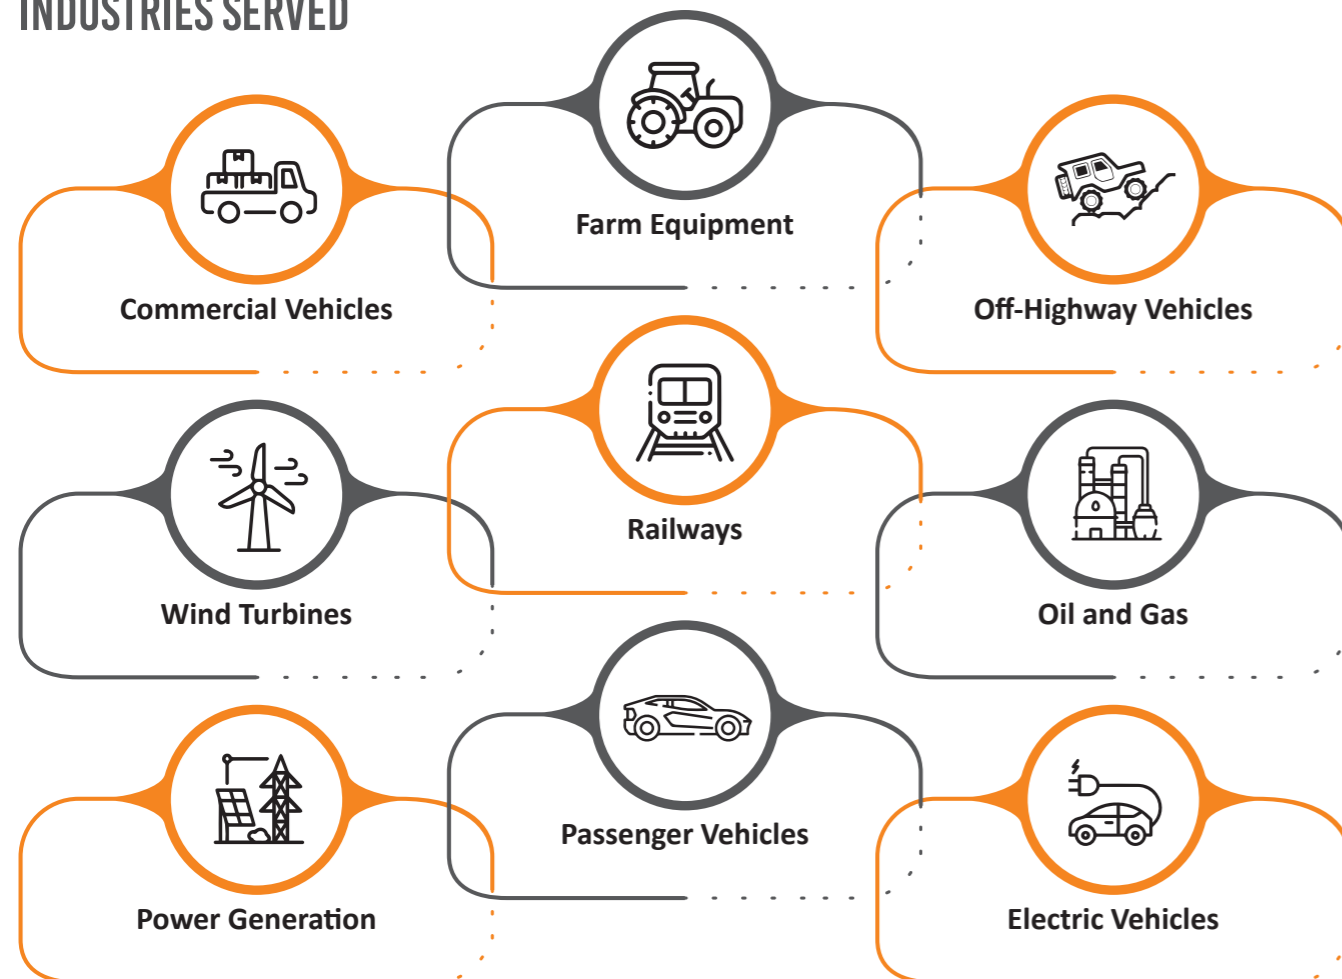 INDUSTRIES SERVED
Farm Equipment
Commercial Vehicles
Off-Highway Vehicles
Railways
Wind Turbines
Oil and Gas
Passenger Vehicles
Power Generation
Electric Vehicles